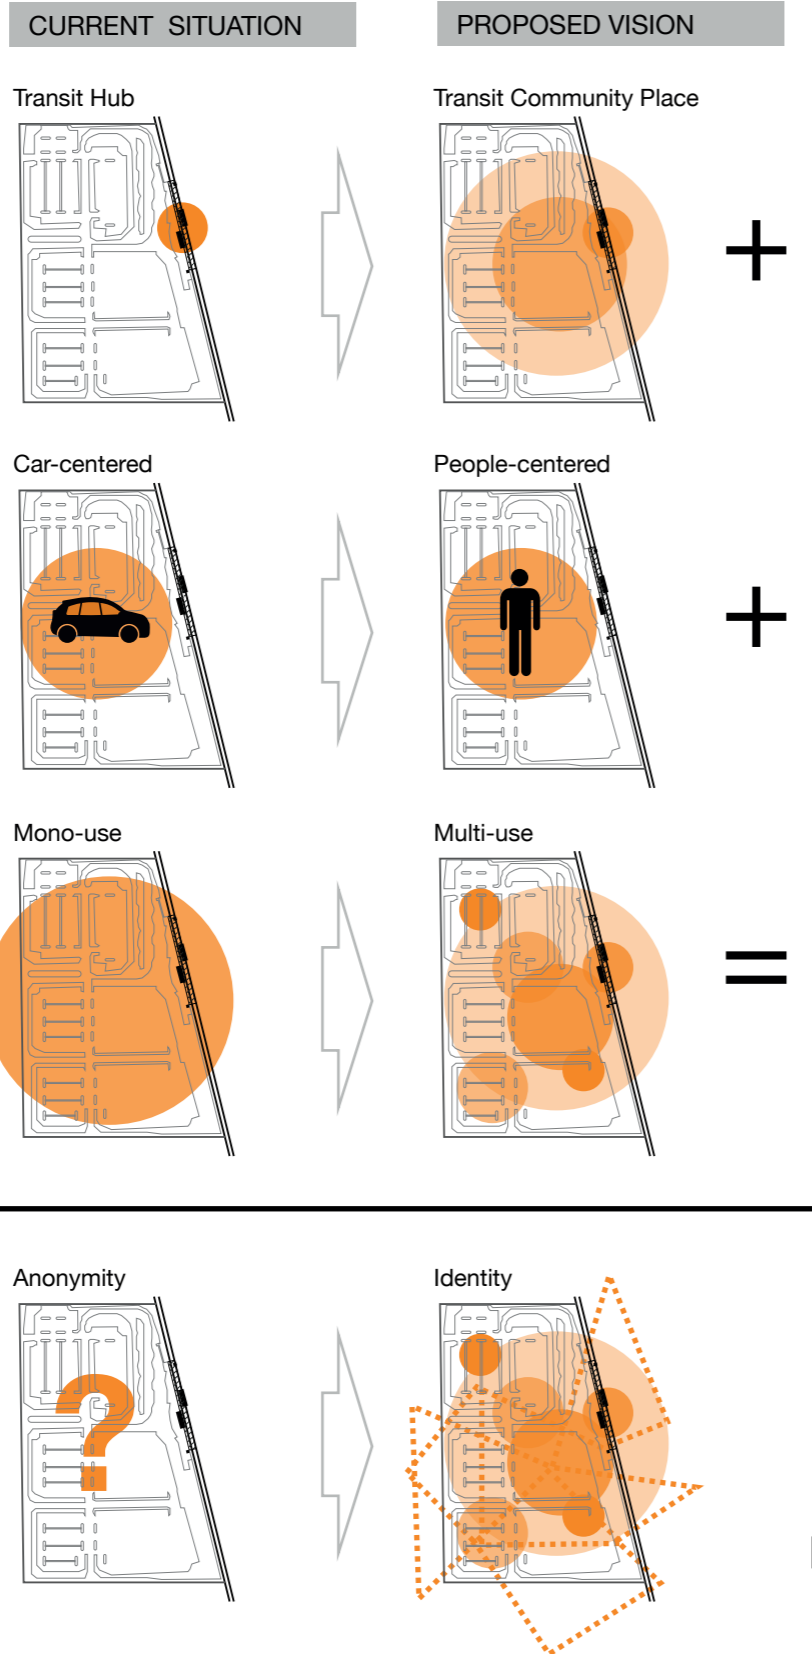 CURRENT SITUATION
PROPOSED VISION
Transit Hub
Transit Community Place
+
Car-centered
People-centered
+
Mono-use
Multi-use
=
Anonymity
Identity
?